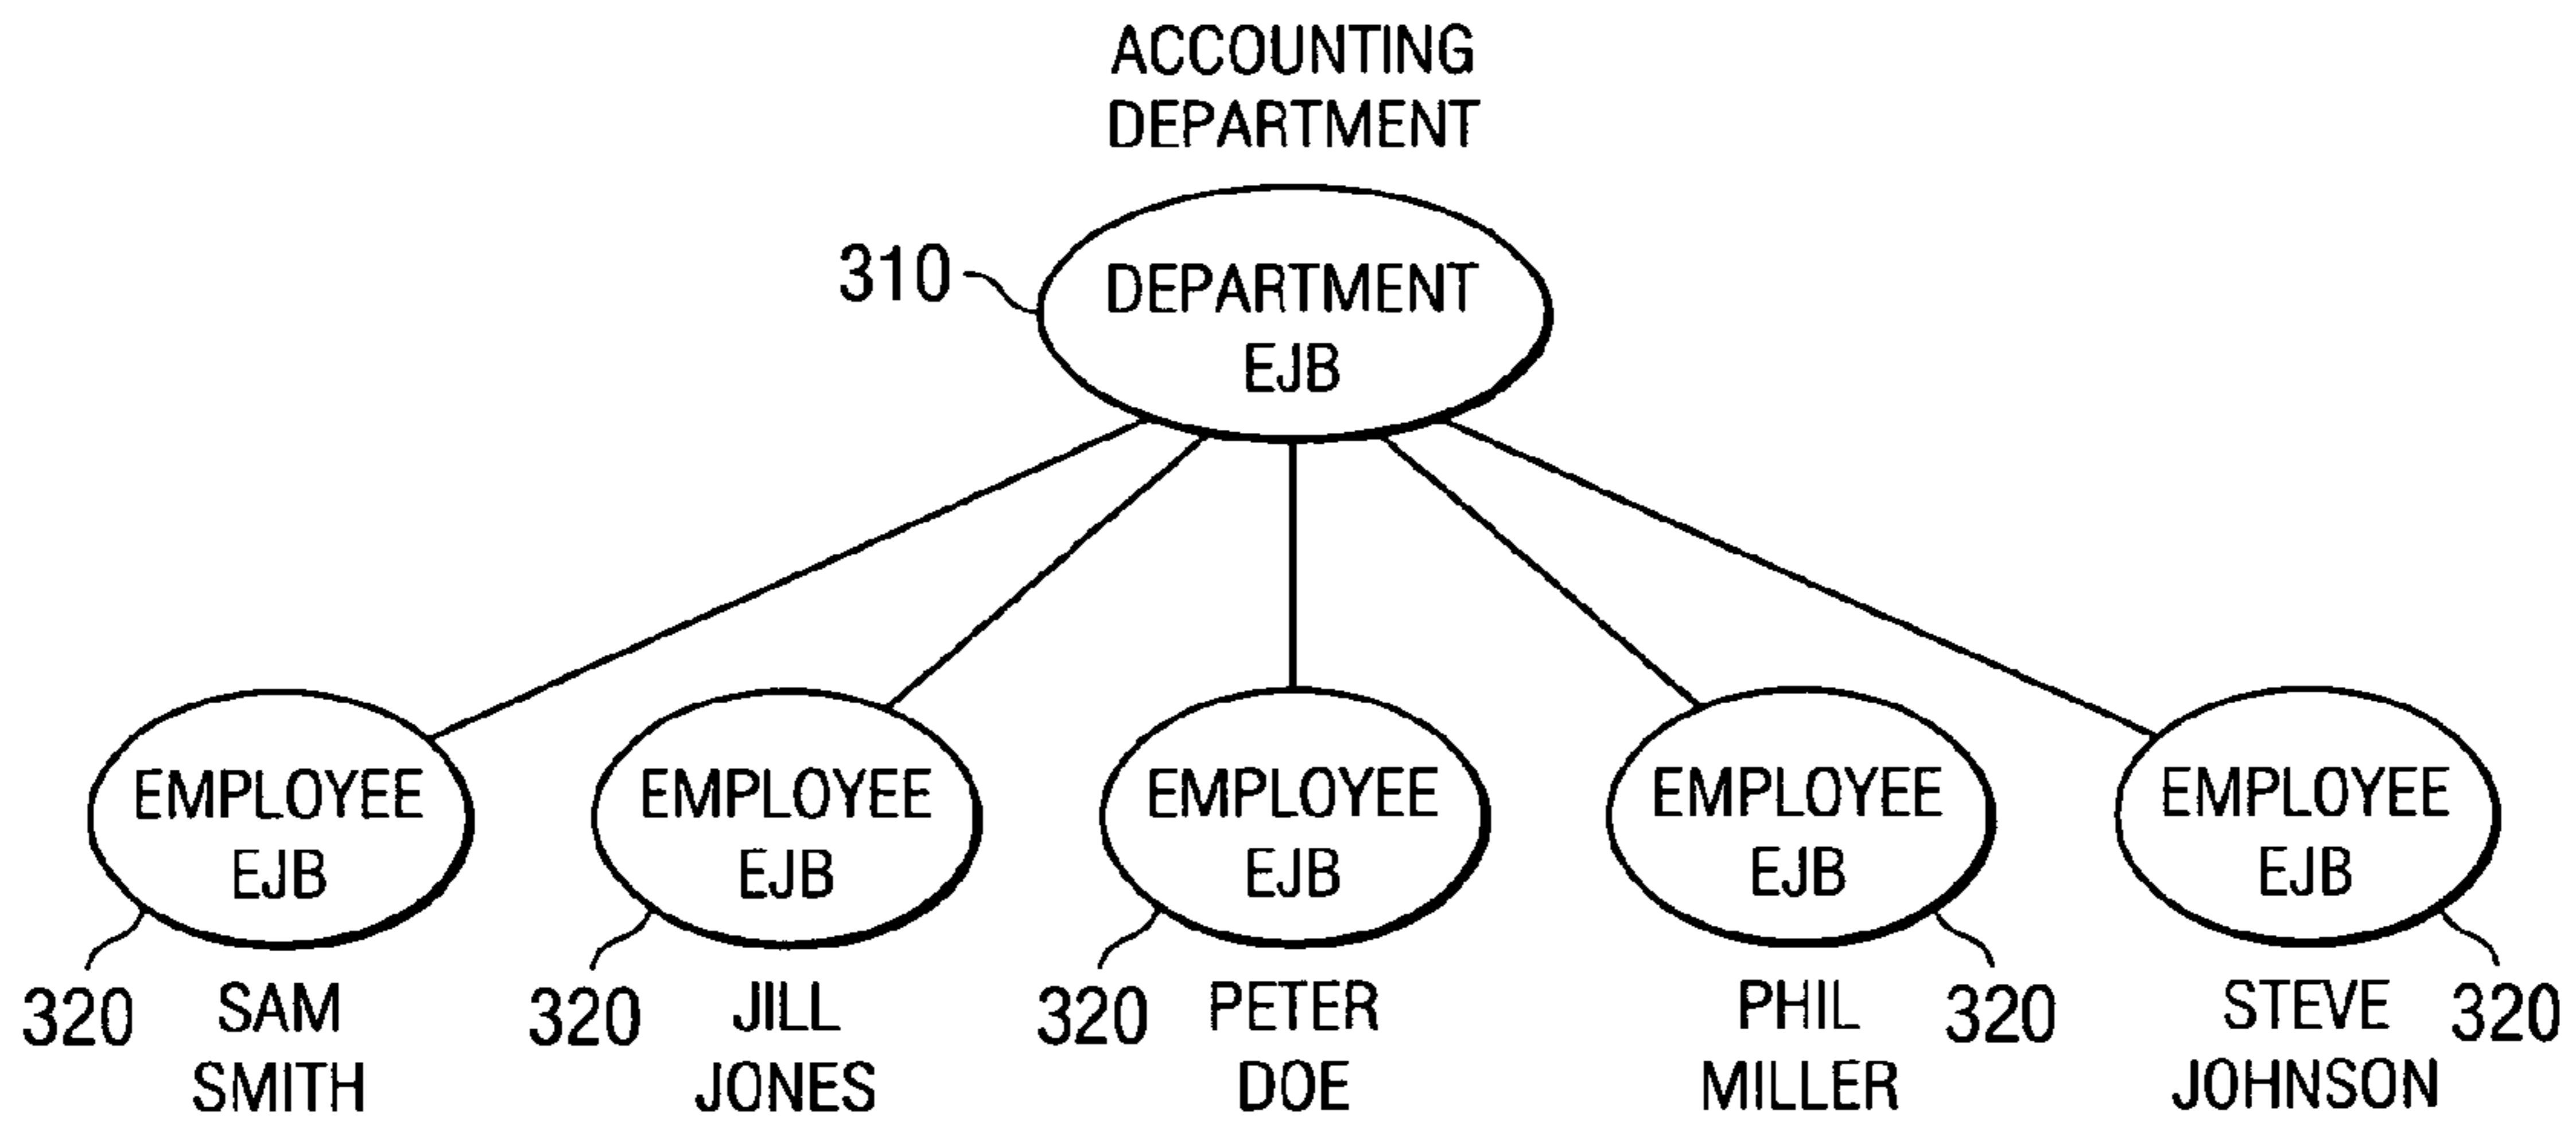 ACCOUNTING
DEPARTMENT
310
DEPARTMENT
EJB
EMPLOYEE
EJB
320
SAM
SMITH
EMPLOYEE
EJB
320
JILL
JONES
EMPLOYEE
EJB
320
PETER
DOE
EMPLOYEE
EJB
PHIL
MILLER
320
EMPLOYEE
EJB
STEVE
JOHNSON
320